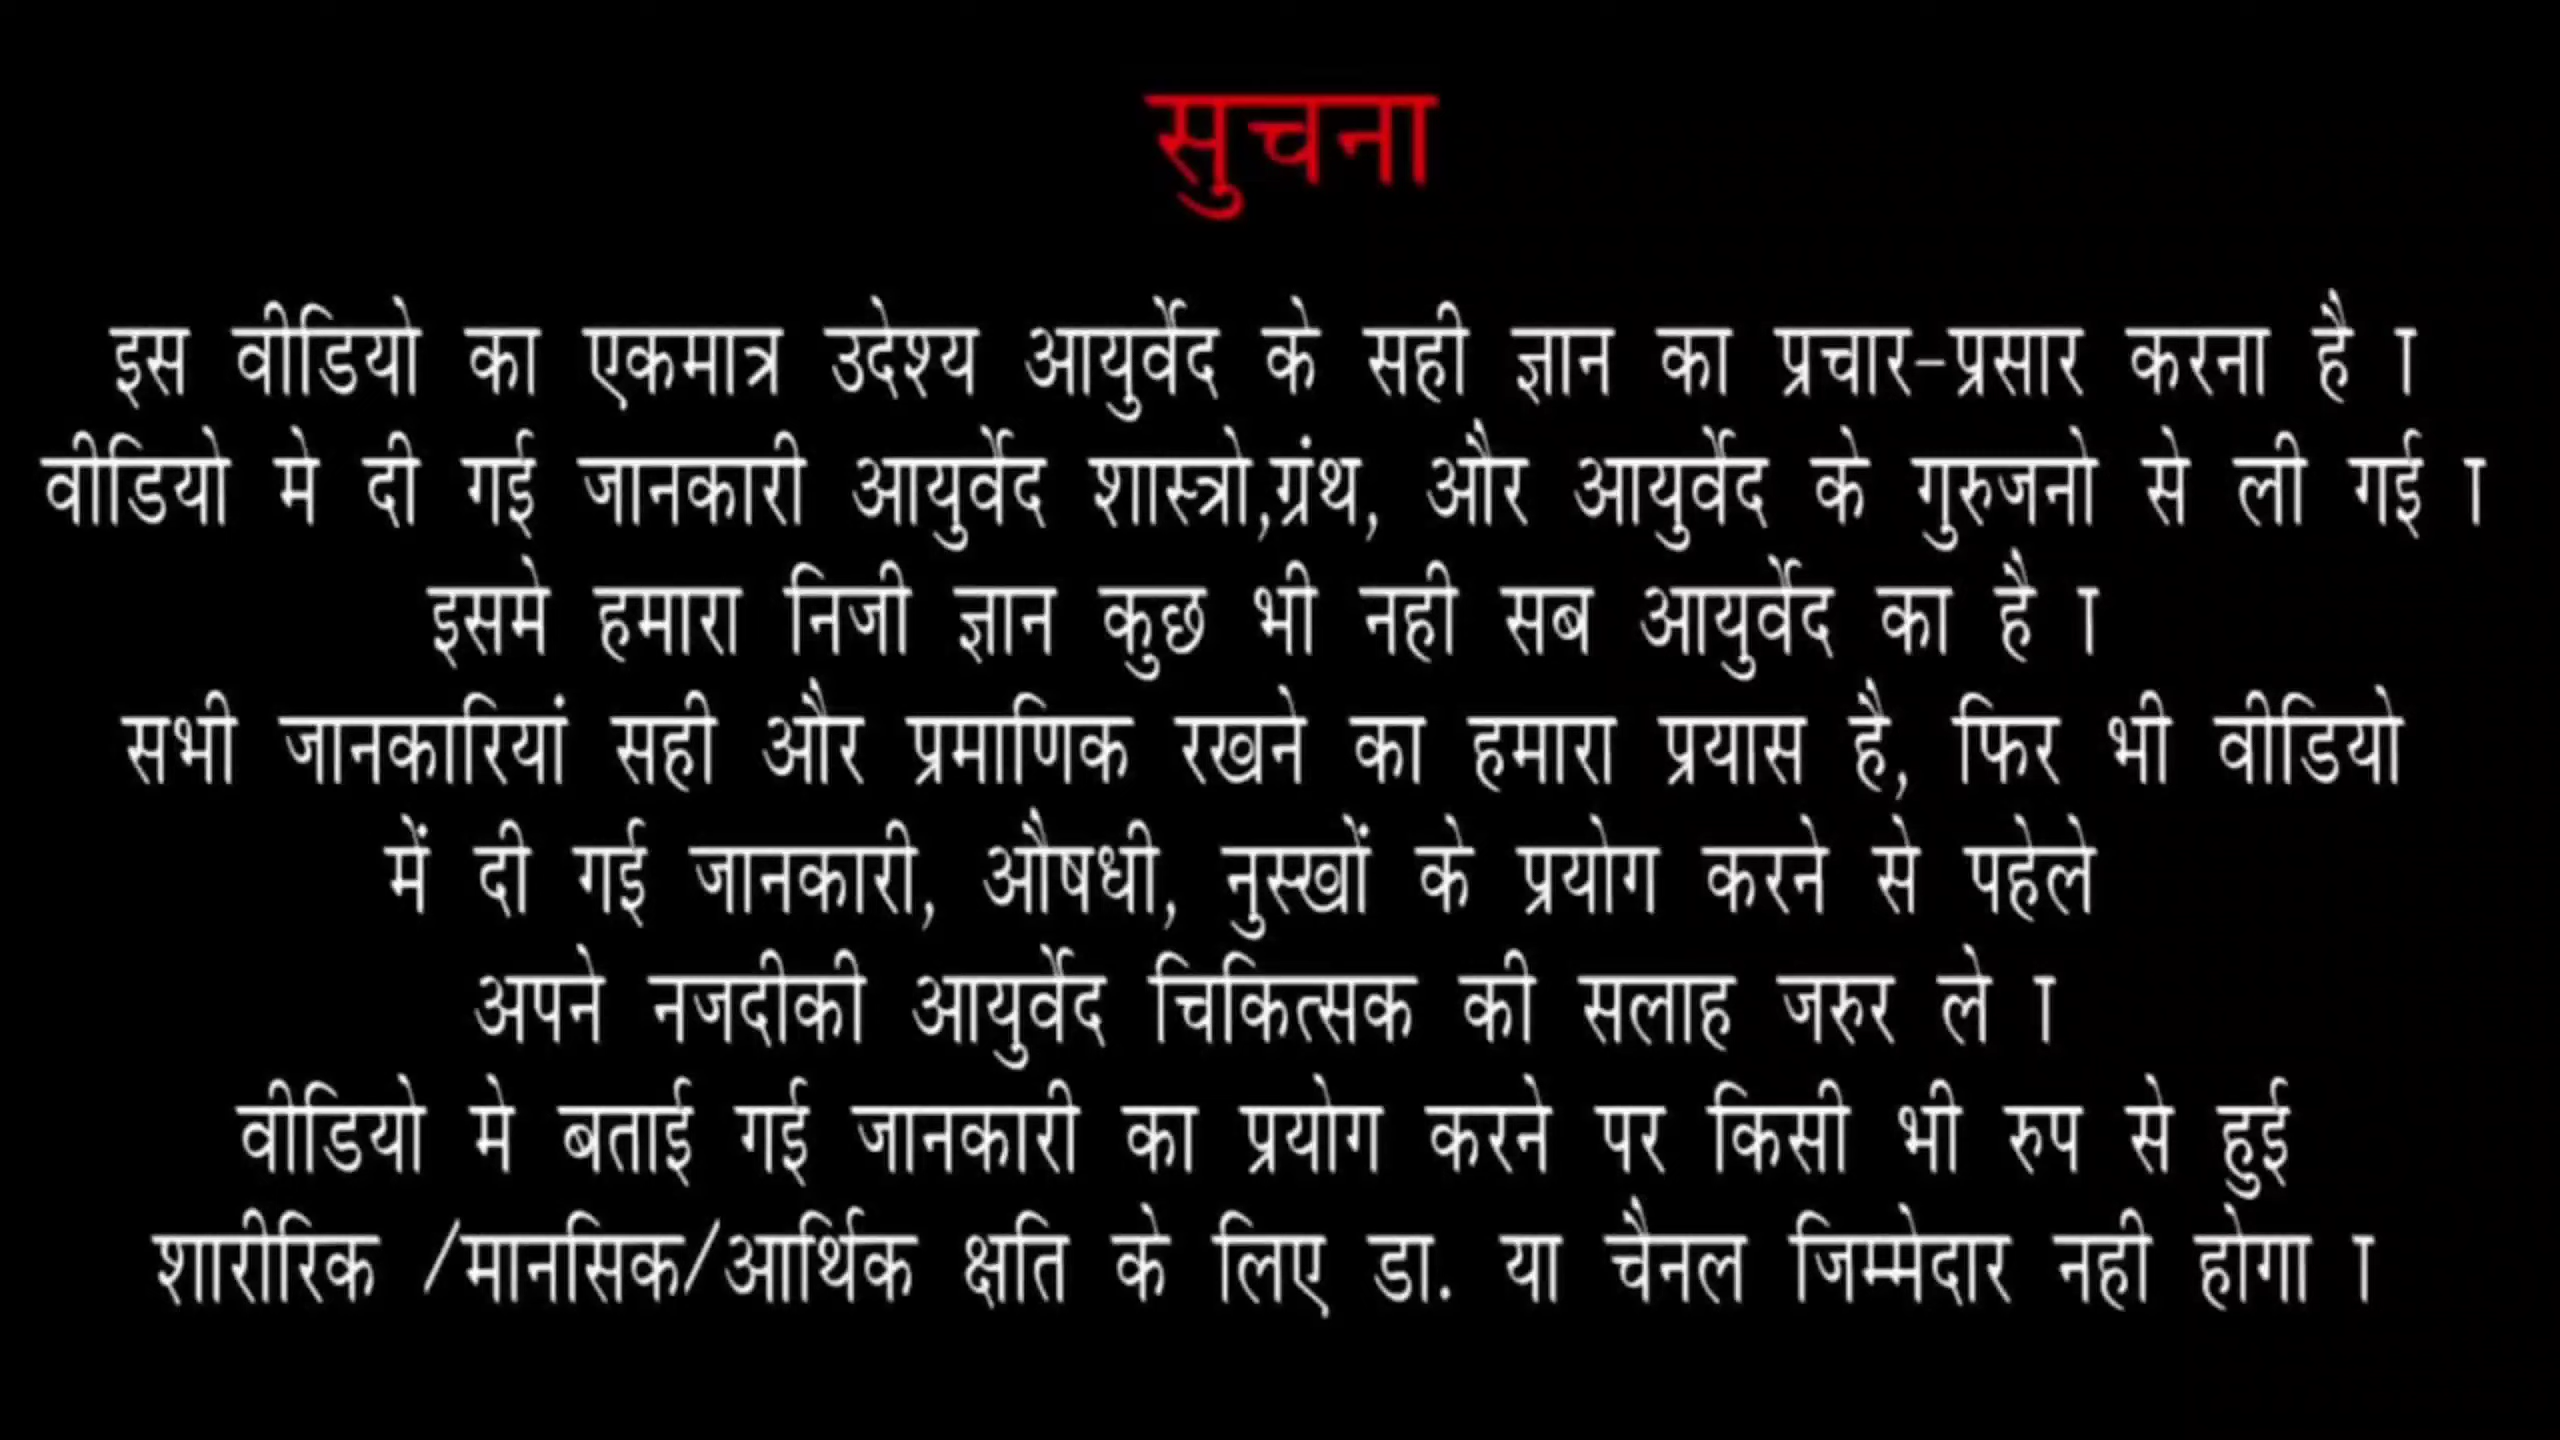 सुचना
इस वीडियो का एकमात्र उदेश्य आयुर्वेद के सही ज्ञान का प्रचार-प्रसार करना है ।
वीडियो मे दी गई जानकारी आयुर्वेद शास्त्रो,ग्रंथ, और आयुर्वेद के गुरुजनो से ली गई ।
इसमे हमारा निजी ज्ञान कुछ भी नही सब आयुर्वेद का है ।
सभी जानकारियां सही और प्रमाणिक रखने का हमारा प्रयास है, फिर भी वीडियो
में दी गई जानकारी, औषधी, नुस्खों के प्रयोग करने से पहेले
अपने नजदीकी आयुर्वेद चिकित्सक की सलाह जरुर ले ।
वीडियो मे बताई गई जानकारी का प्रयोग करने पर किसी भी रुप से हुई
शारीरिक /मानसिक/आर्थिक क्षति के लिए डा. या चैनल जिम्मेदार नही होगा ।